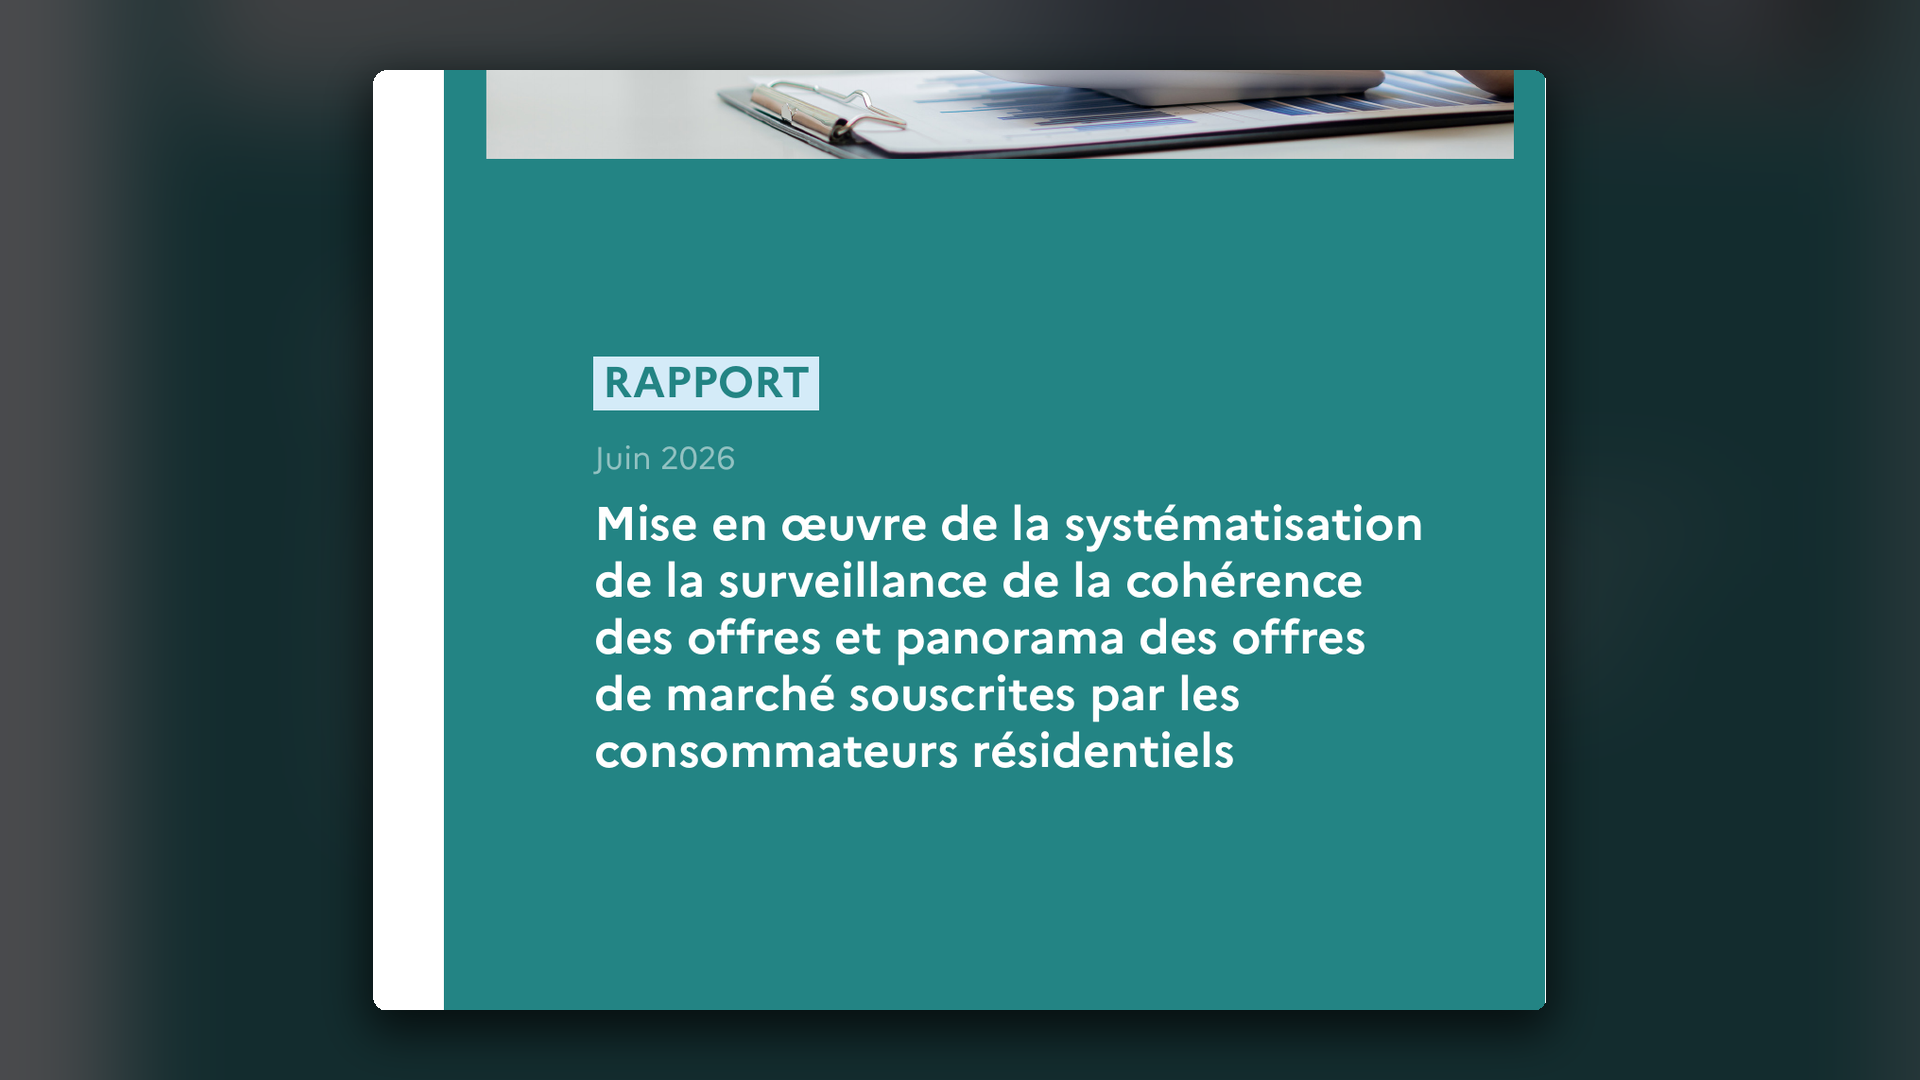 RAPPORT
Juin 2026
Mise en œuvre de la systématisation
de la surveillance de la cohérence
des offres et panorama des offres
de marché souscrites par les
consommateurs résidentiels